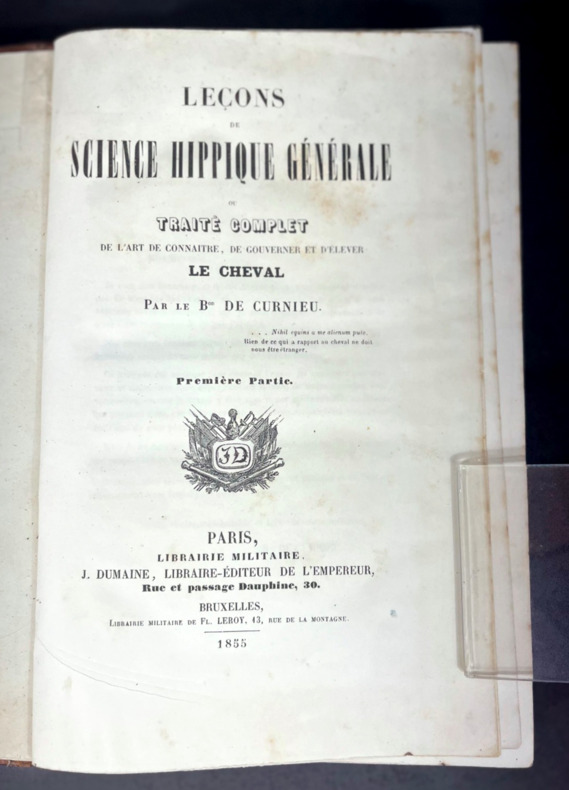 LEÇONS
DE
SCIENCE HIPPIQUE GÉNÉRALE
OU
TRAITÉ COMPLET
DE L'ART DE CONNAITRE, DE GOUVERNER ET D'ÉLEVER
LE CHEVAL
PAR LE Bon DE CURNIEU.
. . . Nihil equini a me alienum puto.
Rien de ce qui a rapport au cheval ne doit
nous être étranger.
Première Partie.
JD
PARIS,
LIBRAIRIE MILITAIRE.
J. DUMAINE, LIBRAIRE-ÉDITEUR DE L'EMPEREUR,
Rue et passage Dauphine, 30.
BRUXELLES,
LIBRAIRIE MILITAIRE DE FL. LEROY, 43, RUE DE LA MONTAGNE.
1855